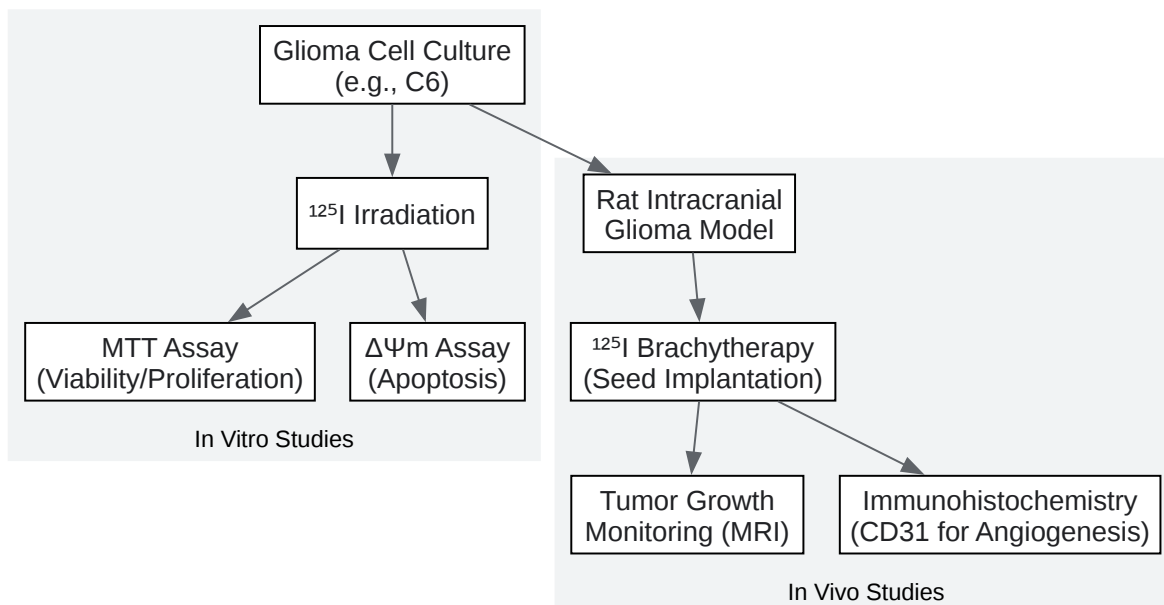 Glioma Cell Culture
(e.g., C6)
¹²⁵I Irradiation
MTT Assay
(Viability/Proliferation)
ΔΨm Assay
(Apoptosis)
In Vitro Studies
Rat Intracranial
Glioma Model
¹²⁵I Brachytherapy
(Seed Implantation)
Tumor Growth
Monitoring (MRI)
Immunohistochemistry
(CD31 for Angiogenesis)
In Vivo Studies